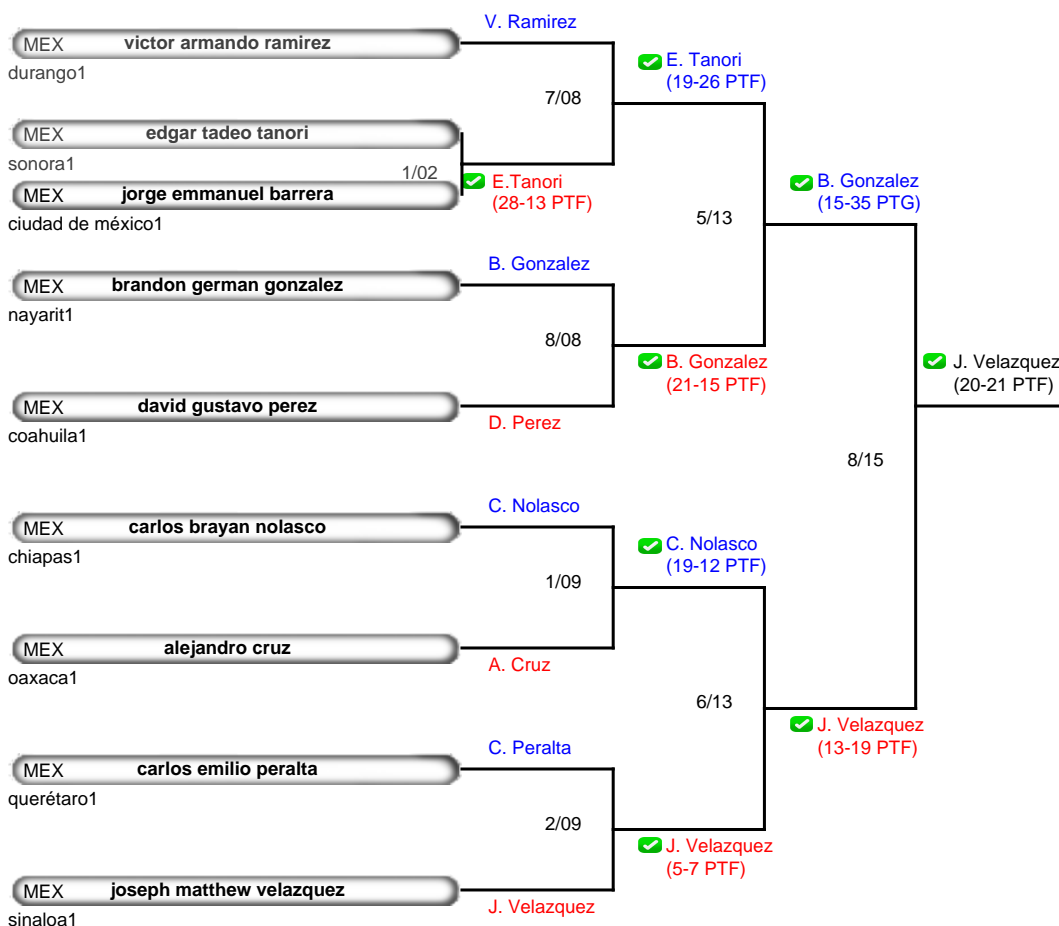 V. Ramirez
MEX victor armando ramirez
durango1
E. Tanori
(19-26 PTF)
7/08
MEX edgar tadeo tanori
sonora1
1/02
E.Tanori
(28-13 PTF)
MEX jorge emmanuel barrera
ciudad de méxico1
B. Gonzalez
(15-35 PTG)
5/13
B. Gonzalez
MEX brandon german gonzalez
nayarit1
8/08
B. Gonzalez
(21-15 PTF)
J. Velazquez
(20-21 PTF)
MEX david gustavo perez
coahuila1
D. Perez
8/15
C. Nolasco
MEX carlos brayan nolasco
chiapas1
C. Nolasco
(19-12 PTF)
1/09
MEX alejandro cruz
oaxaca1
A. Cruz
6/13
J. Velazquez
(13-19 PTF)
C. Peralta
MEX carlos emilio peralta
querétaro1
2/09
J. Velazquez
(5-7 PTF)
MEX joseph matthew velazquez
sinaloa1
J. Velazquez